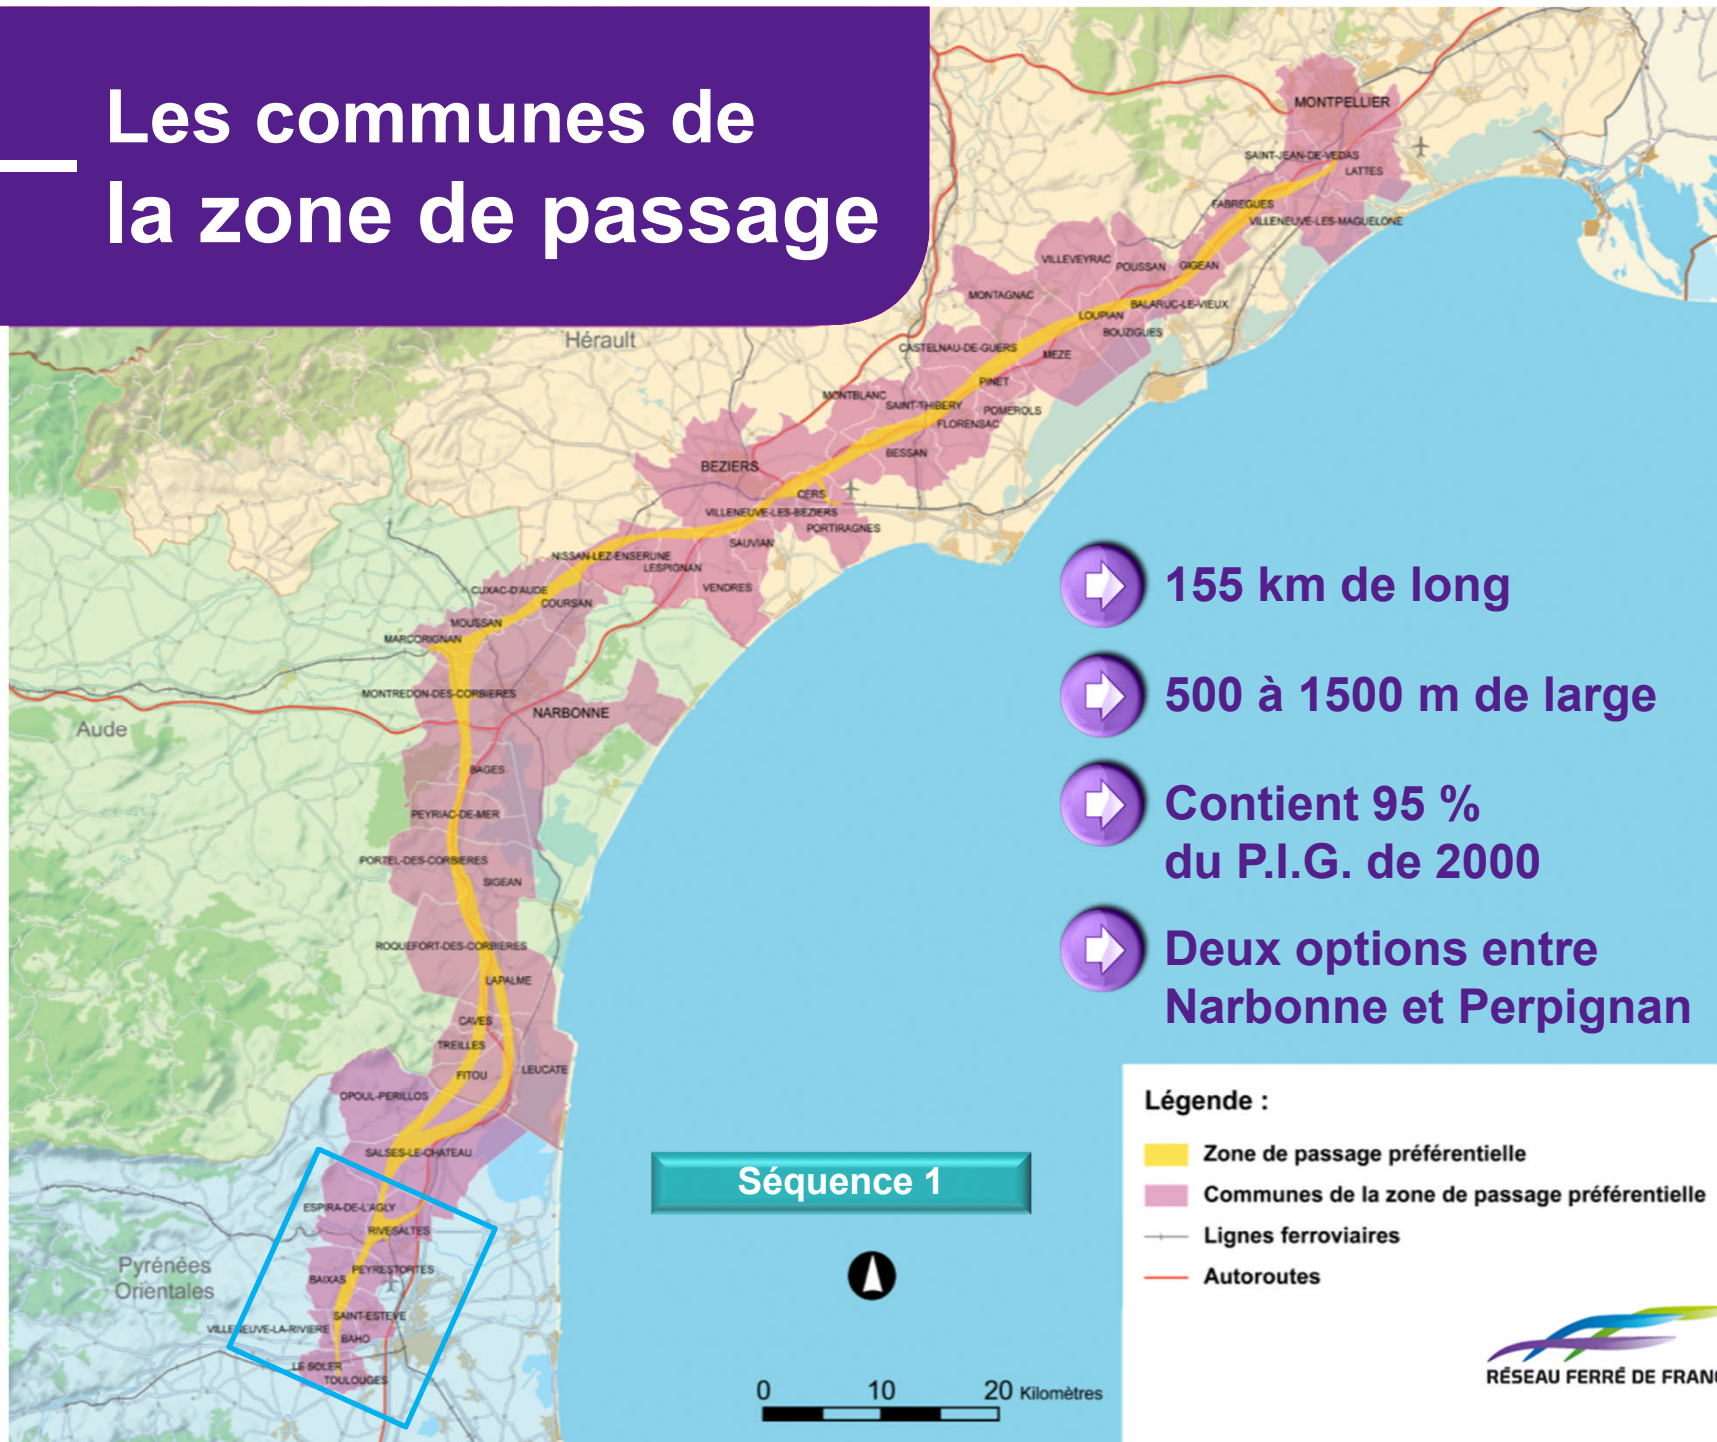 Les communes de
la zone de passage
MONTPELLIER
SAINT-JEAN-DE-VEDAS
LATTES
FABREGUES
VILLENEUVE-LES-MAGUELONE
VILLEVEYRAC
POUSSAN
GIGEAN
MONTAGNAC
BALARUC-LE-VIEUX
LOUPIAN
BOUZIGUES
Hérault
CASTELNAU-DE-GUERS
MEZE
PINET
MONTBLANC
SAINT-THIBERY
POMEROLS
FLORENSAC
BESSAN
BEZIERS
CERS
VILLENEUVE-LES-BEZIERS
PORTIRAGNES
SAUVIAN
NISSAN-LEZ-ENSERUNE
LESPIGNAN
VENDRES
CUXAC-D'AUDE
COURSAN
MOUSSAN
MARCORIGNAN
MONTREDON-DES-CORBIERES
NARBONNE
Aude
BAGES
PEYRIAC-DE-MER
PORTEL-DES-CORBIERES
SIGEAN
ROQUEFORT-DES-CORBIERES
LAPALME
CAVES
TREILLES
FITOU
LEUCATE
OPOUL-PERILLOS
SALSES-LE-CHATEAU
ESPIRA-DE-L'AGLY
RIVESALTES
Pyrénées
Orientales
PEYRESTORTES
BAIXAS
SAINT-ESTEVE
VILLENEUVE-LA-RIVIERE
BAHO
LE SOLER
TOULOUGES
155 km de long
500 à 1500 m de large
Contient 95 %
du P.I.G. de 2000
Deux options entre
Narbonne et Perpignan
Séquence 1
0 10 20 Kilomètres
Légende :
Zone de passage préférentielle
Communes de la zone de passage préférentielle
Lignes ferroviaires
Autoroutes
RÉSEAU FERRÉ DE FRANC